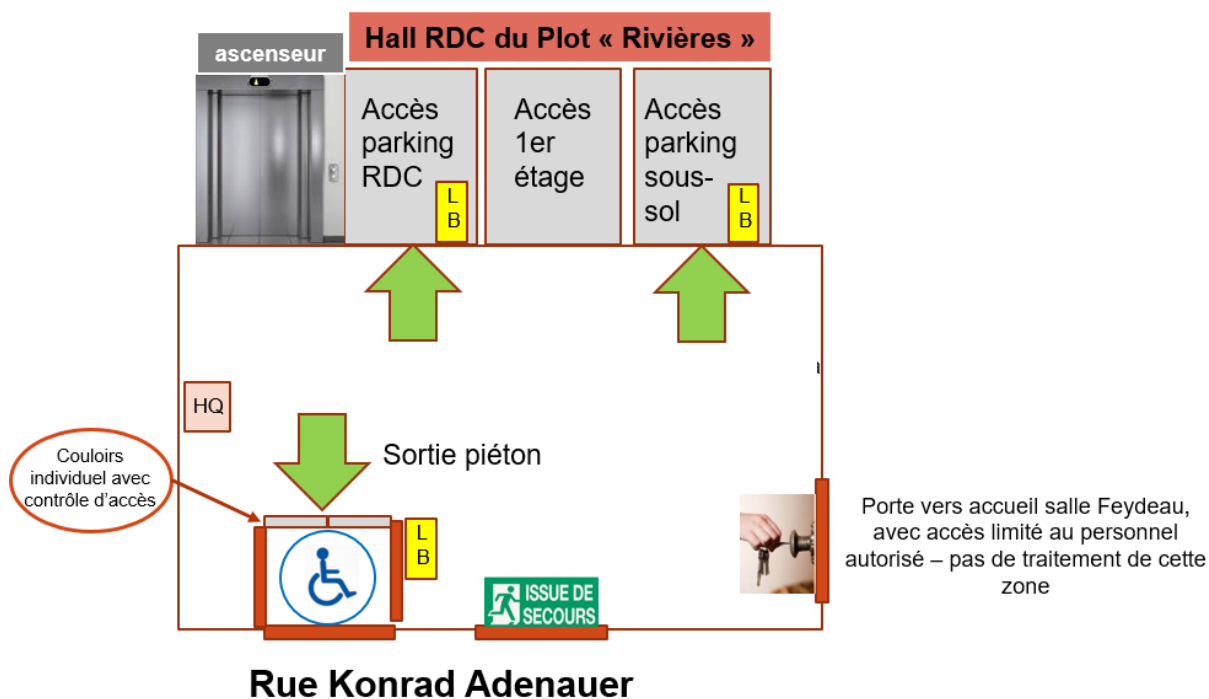 Hall RDC du Plot « Rivières »
ascenseur
Accès
parking
RDC
L
B
Accès
1er
étage
Accès
parking
sous-
sol
L
B
HQ
Couloirs
individuel avec
contrôle d'accès
Sortie piéton
L
B
ISSUE DE
SECOURS
Porte vers accueil salle Feydeau,
avec accès limité au personnel
autorisé – pas de traitement de cette
zone
Rue Konrad Adenauer